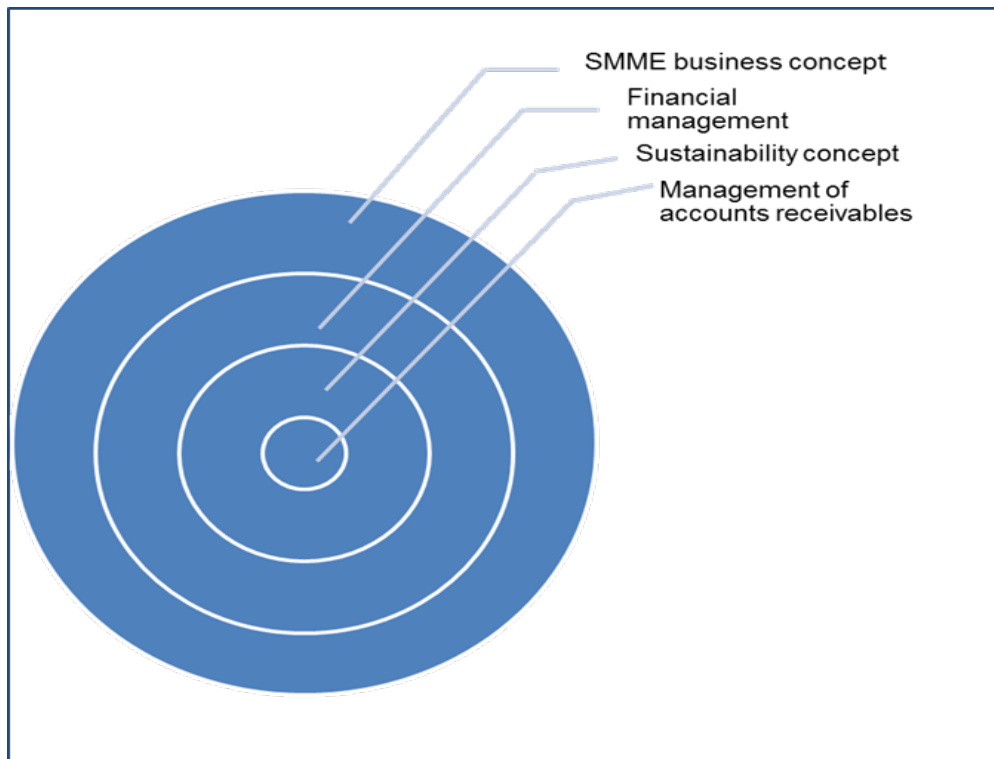 SMME business concept
Financial
management
Sustainability concept
Management of
accounts receivables